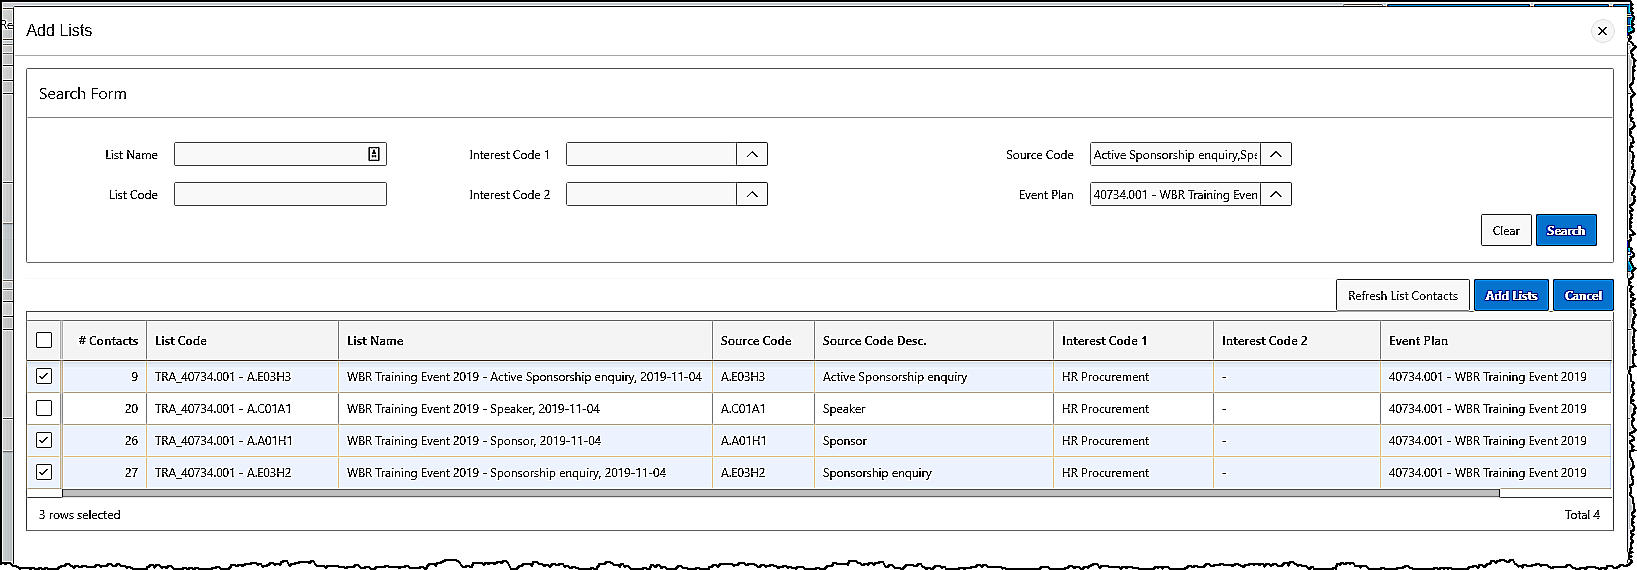 Re
Add Lists
Search Form
List Name Interest Code 1 Source Code Active Sponsorship enquiry,Spe
List Code Interest Code 2 Event Plan 40734.001 - WBR Training Even
Clear Search
Refresh List Contacts Add Lists Cancel
# Contacts List Code List Name Source Code Source Code Desc. Interest Code 1 Interest Code 2 Event Plan
9 TRA_40734.001 - A.E03H3 WBR Training Event 2019 - Active Sponsorship enquiry, 2019-11-04 A.E03H3 Active Sponsorship enquiry HR Procurement - 40734.001 - WBR Training Event 2019
20 TRA_40734.001 - A.C01A1 WBR Training Event 2019 - Speaker, 2019-11-04 A.C01A1 Speaker HR Procurement - 40734.001 - WBR Training Event 2019
26 TRA_40734.001 - A.A01H1 WBR Training Event 2019 - Sponsor, 2019-11-04 A.A01H1 Sponsor HR Procurement - 40734.001 - WBR Training Event 2019
27 TRA_40734.001 - A.E03H2 WBR Training Event 2019 - Sponsorship enquiry, 2019-11-04 A.E03H2 Sponsorship enquiry HR Procurement - 40734.001 - WBR Training Event 2019
3 rows selected Total 4